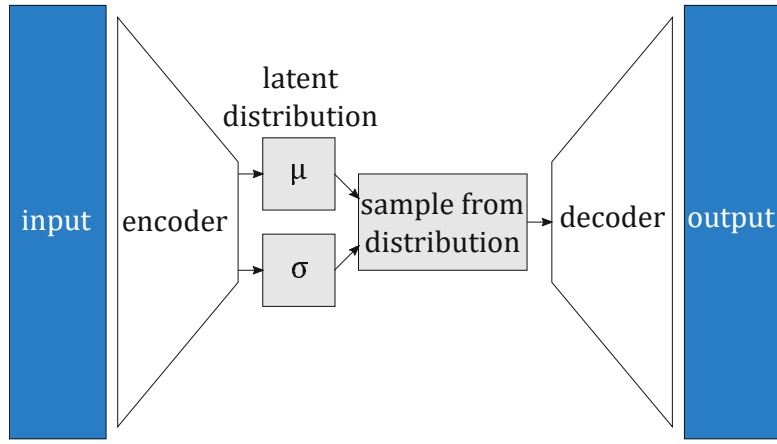 latent
distribution
input
encoder
μ
σ
sample from
distribution
decoder
output